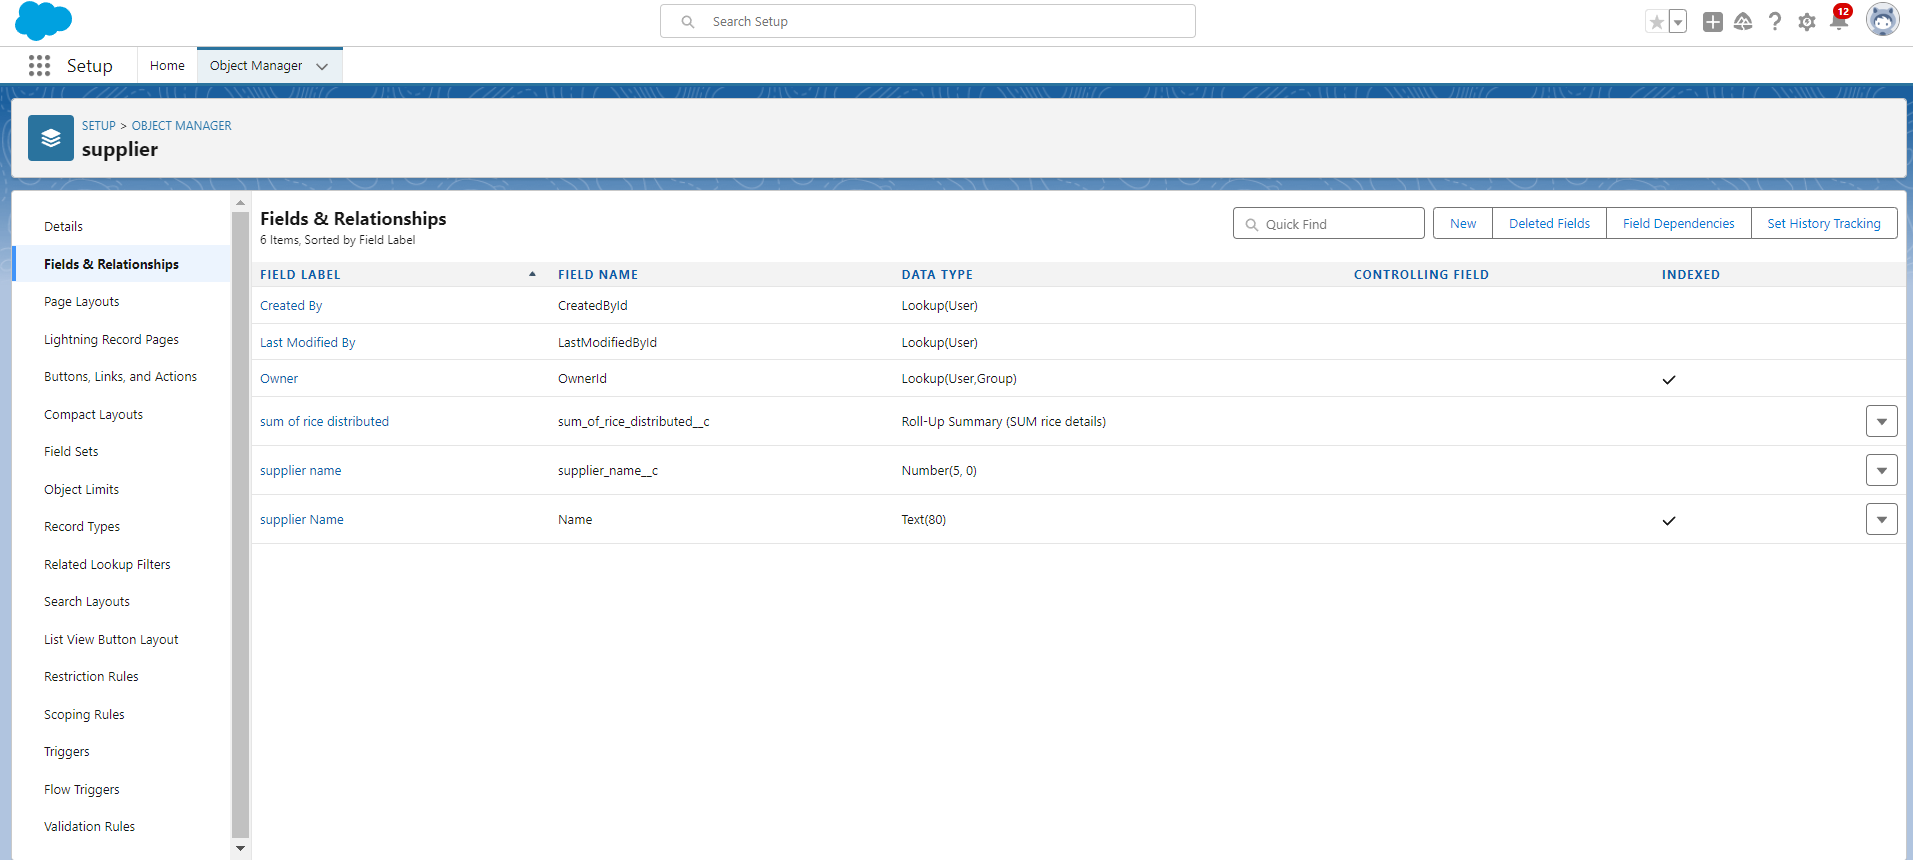 Search Setup
12
Setup Home Object Manager
SETUP > OBJECT MANAGER
supplier
Details
Fields & Relationships
Page Layouts
Lightning Record Pages
Buttons, Links, and Actions
Compact Layouts
Field Sets
Object Limits
Record Types
Related Lookup Filters
Search Layouts
List View Button Layout
Restriction Rules
Scoping Rules
Triggers
Flow Triggers
Validation Rules
Fields & Relationships
6 Items, Sorted by Field Label
Quick Find New Deleted Fields Field Dependencies Set History Tracking
FIELD LABEL FIELD NAME DATA TYPE CONTROLLING FIELD INDEXED
Created By CreatedById Lookup(User)
Last Modified By LastModifiedById Lookup(User)
Owner OwnerId Lookup(User,Group)
sum of rice distributed sum_of_rice_distributed__c Roll-Up Summary (SUM rice details)
supplier name supplier_name__c Number(5, 0)
supplier Name Name Text(80)